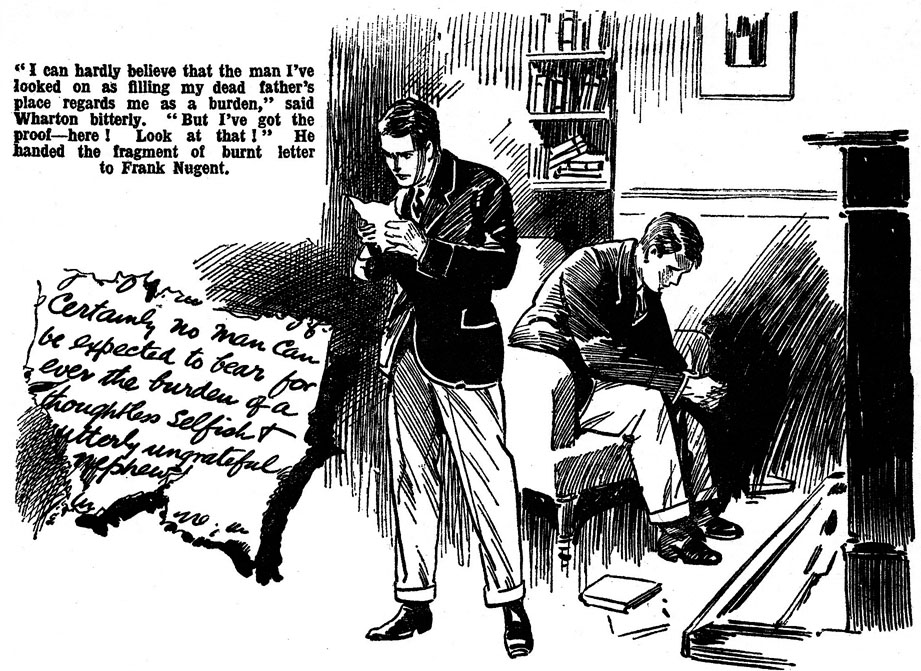 "I can hardly believe that the man I've
looked on as filling my dead father's
place regards me as a burden," said
Wharton bitterly. "But I've got the
proof—here! Look at that!" He
handed the fragment of burnt letter
to Frank Nugent.
Certainly no man can
be expected to bear for
ever the burden of a
thoughtless selfish &
utterly ungrateful
nephew